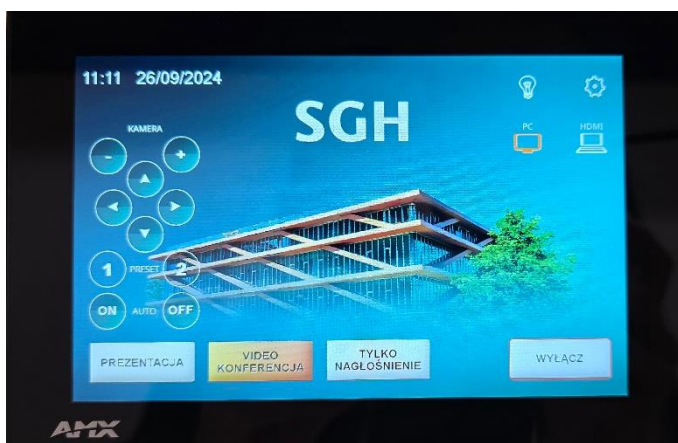 11:11 26/09/2024
SGH
KAMERA
PC
HDMI
- +
1 PRESET 2
ON AUTO OFF
PREZENTACJA
VIDEO
KONFERENCJA
TYLKO
NAGŁOŚNIENIE
WYŁĄCZ
AMX